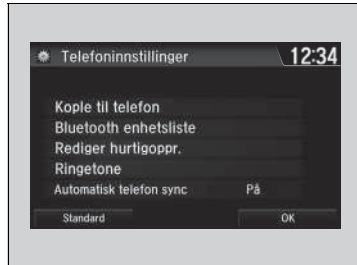 Telefoninnstillinger 12:34
Kople til telefon
Bluetooth enhetsliste
Rediger hurtigoppr.
Ringetone
Automatisk telefon sync På
Standard OK